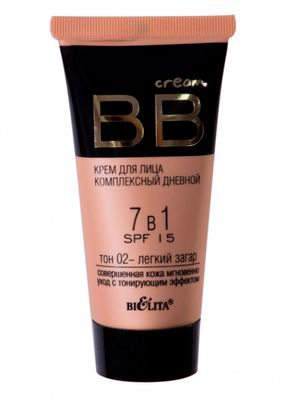 cream
BB
КРЕМ ДЛЯ ЛИЦА
КОМПЛЕКСНЫЙ ДНЕВНОЙ
7 в 1
SPF 15
ТОН 02– ЛЕГКИЙ ЗАГАР
совершенная кожа мгновенно
уход с тонирующим эффектом
BIELITA®